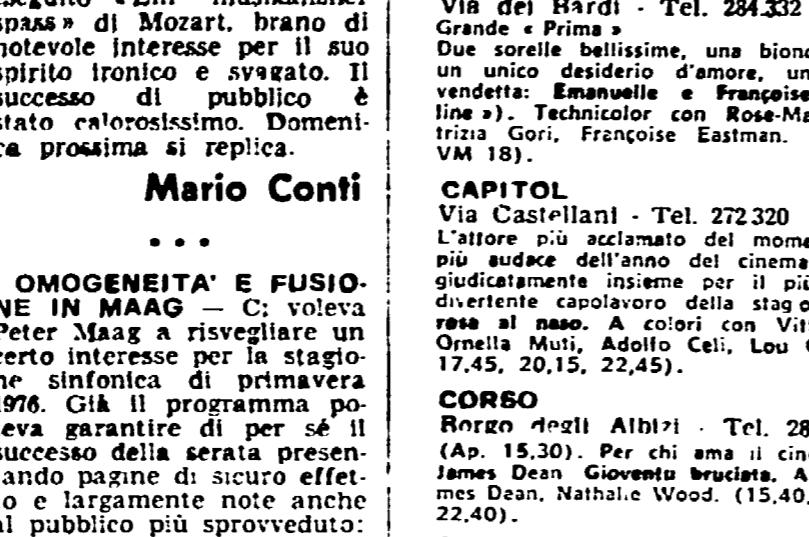 spass» di Mozart, brano di
notevole interesse per il suo
spirito ironico e svagato. Il
successo di pubblico è
stato calorosissimo. Domeni-
ca prossima si replica.
Mario Conti
• • •
OMOGENEITA' E FUSIO-
NE IN MAAG — C: voleva
Peter Maag a risvegliare un
certo interesse per la stagio-
ne sinfonica di primavera
1976. Già il programma po-
teva garantire di per sé il
successo della serata presen-
tando pagine di sicuro effet-
to e largamente note anche
al pubblico più sprovveduto:
Via dei Bardi - Tel. 284.332
Grande « Prima »
Due sorelle bellissime, una bion
un unico desiderio d'amore, un
vendetta: Emanuelle e Françoise
line »). Technicolor con Rose-Ma
trizia Gori, Françoise Eastman.
VM 18).
CAPITOL
Via Castellani - Tel. 272320
L'attore più acclamato del mome
più audace dell'anno del cinema
giudicatamente insieme per il più
divertente capolavoro della stag o
rosa al naso. A colori con Vit
Ornella Muti, Adolfo Celi, Lou
17,45, 20,15, 22,45).
CORSO
Borgo degli Albizi - Tel. 28
(Ap. 15,30). Per chi ama il cine
James Dean Gioventu bruciata. A
mes Dean, Nathalie Wood. (15,40,
22,40).